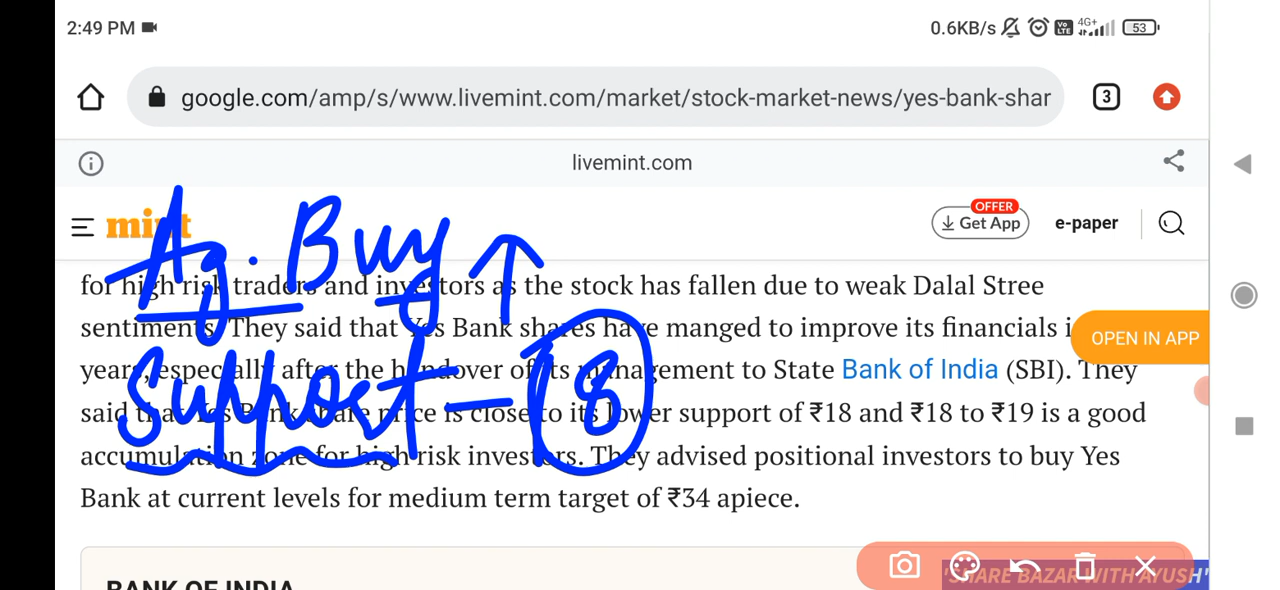 2:49 PM 0.6KB/s Vo LTE 4G+ 53
google.com/amp/s/www.livemint.com/market/stock-market-news/yes-bank-shar 3
livemint.com
mint OFFER Get App e-paper
Ag. Buy ↑
for high risk traders and investors as the stock has fallen due to weak Dalal Stree
sentiments. They said that Yes Bank shares have manged to improve its financials i
OPEN IN APP
years, especially after the handover of its management to State Bank of India (SBI). They
Support - 18
said that Yes Bank share price is close to its lower support of ₹18 and ₹18 to ₹19 is a good
accumulation zone for high risk investors. They advised positional investors to buy Yes
Bank at current levels for medium term target of ₹34 apiece.
BANK OF INDIA
"SHARE BAZAR WITH AYUSH"